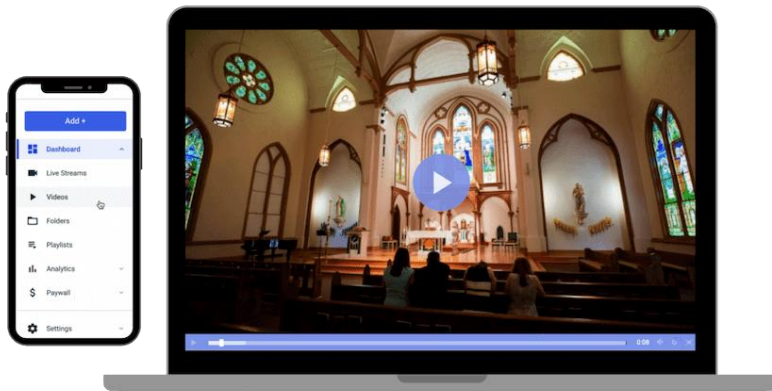 Add +
Dashboard
Live Streams
Videos
Folders
Playlists
Analytics
Paywall
Settings
0:08